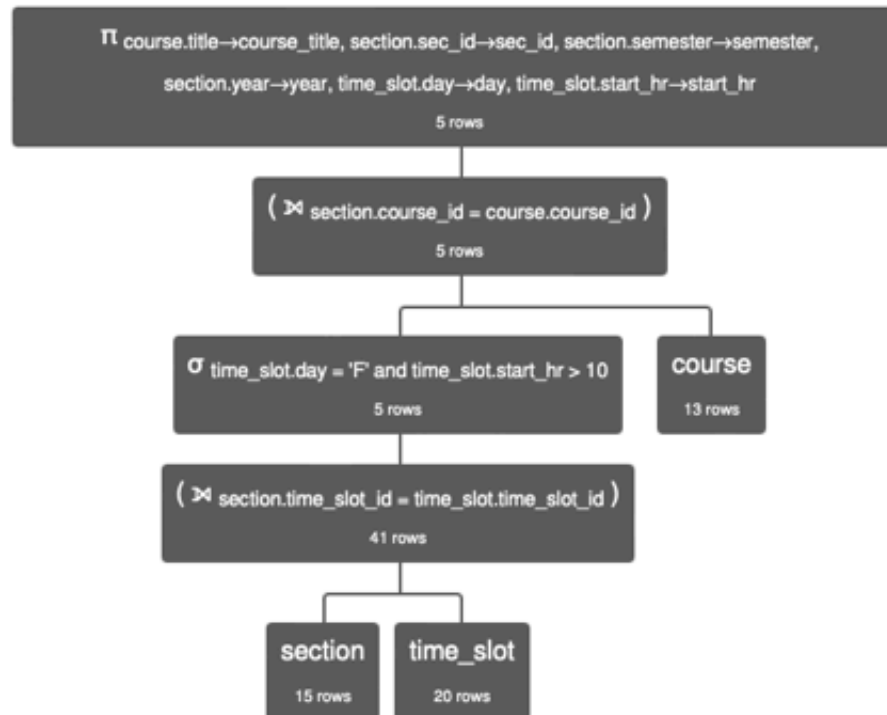 π course.title→course_title, section.sec_id→sec_id, section.semester→semester,
section.year→year, time_slot.day→day, time_slot.start_hr→start_hr
5 rows
( ⋈ section.course_id = course.course_id )
5 rows
σ time_slot.day = 'F' and time_slot.start_hr > 10
5 rows
course
13 rows
( ⋈ section.time_slot_id = time_slot.time_slot_id )
41 rows
section
15 rows
time_slot
20 rows